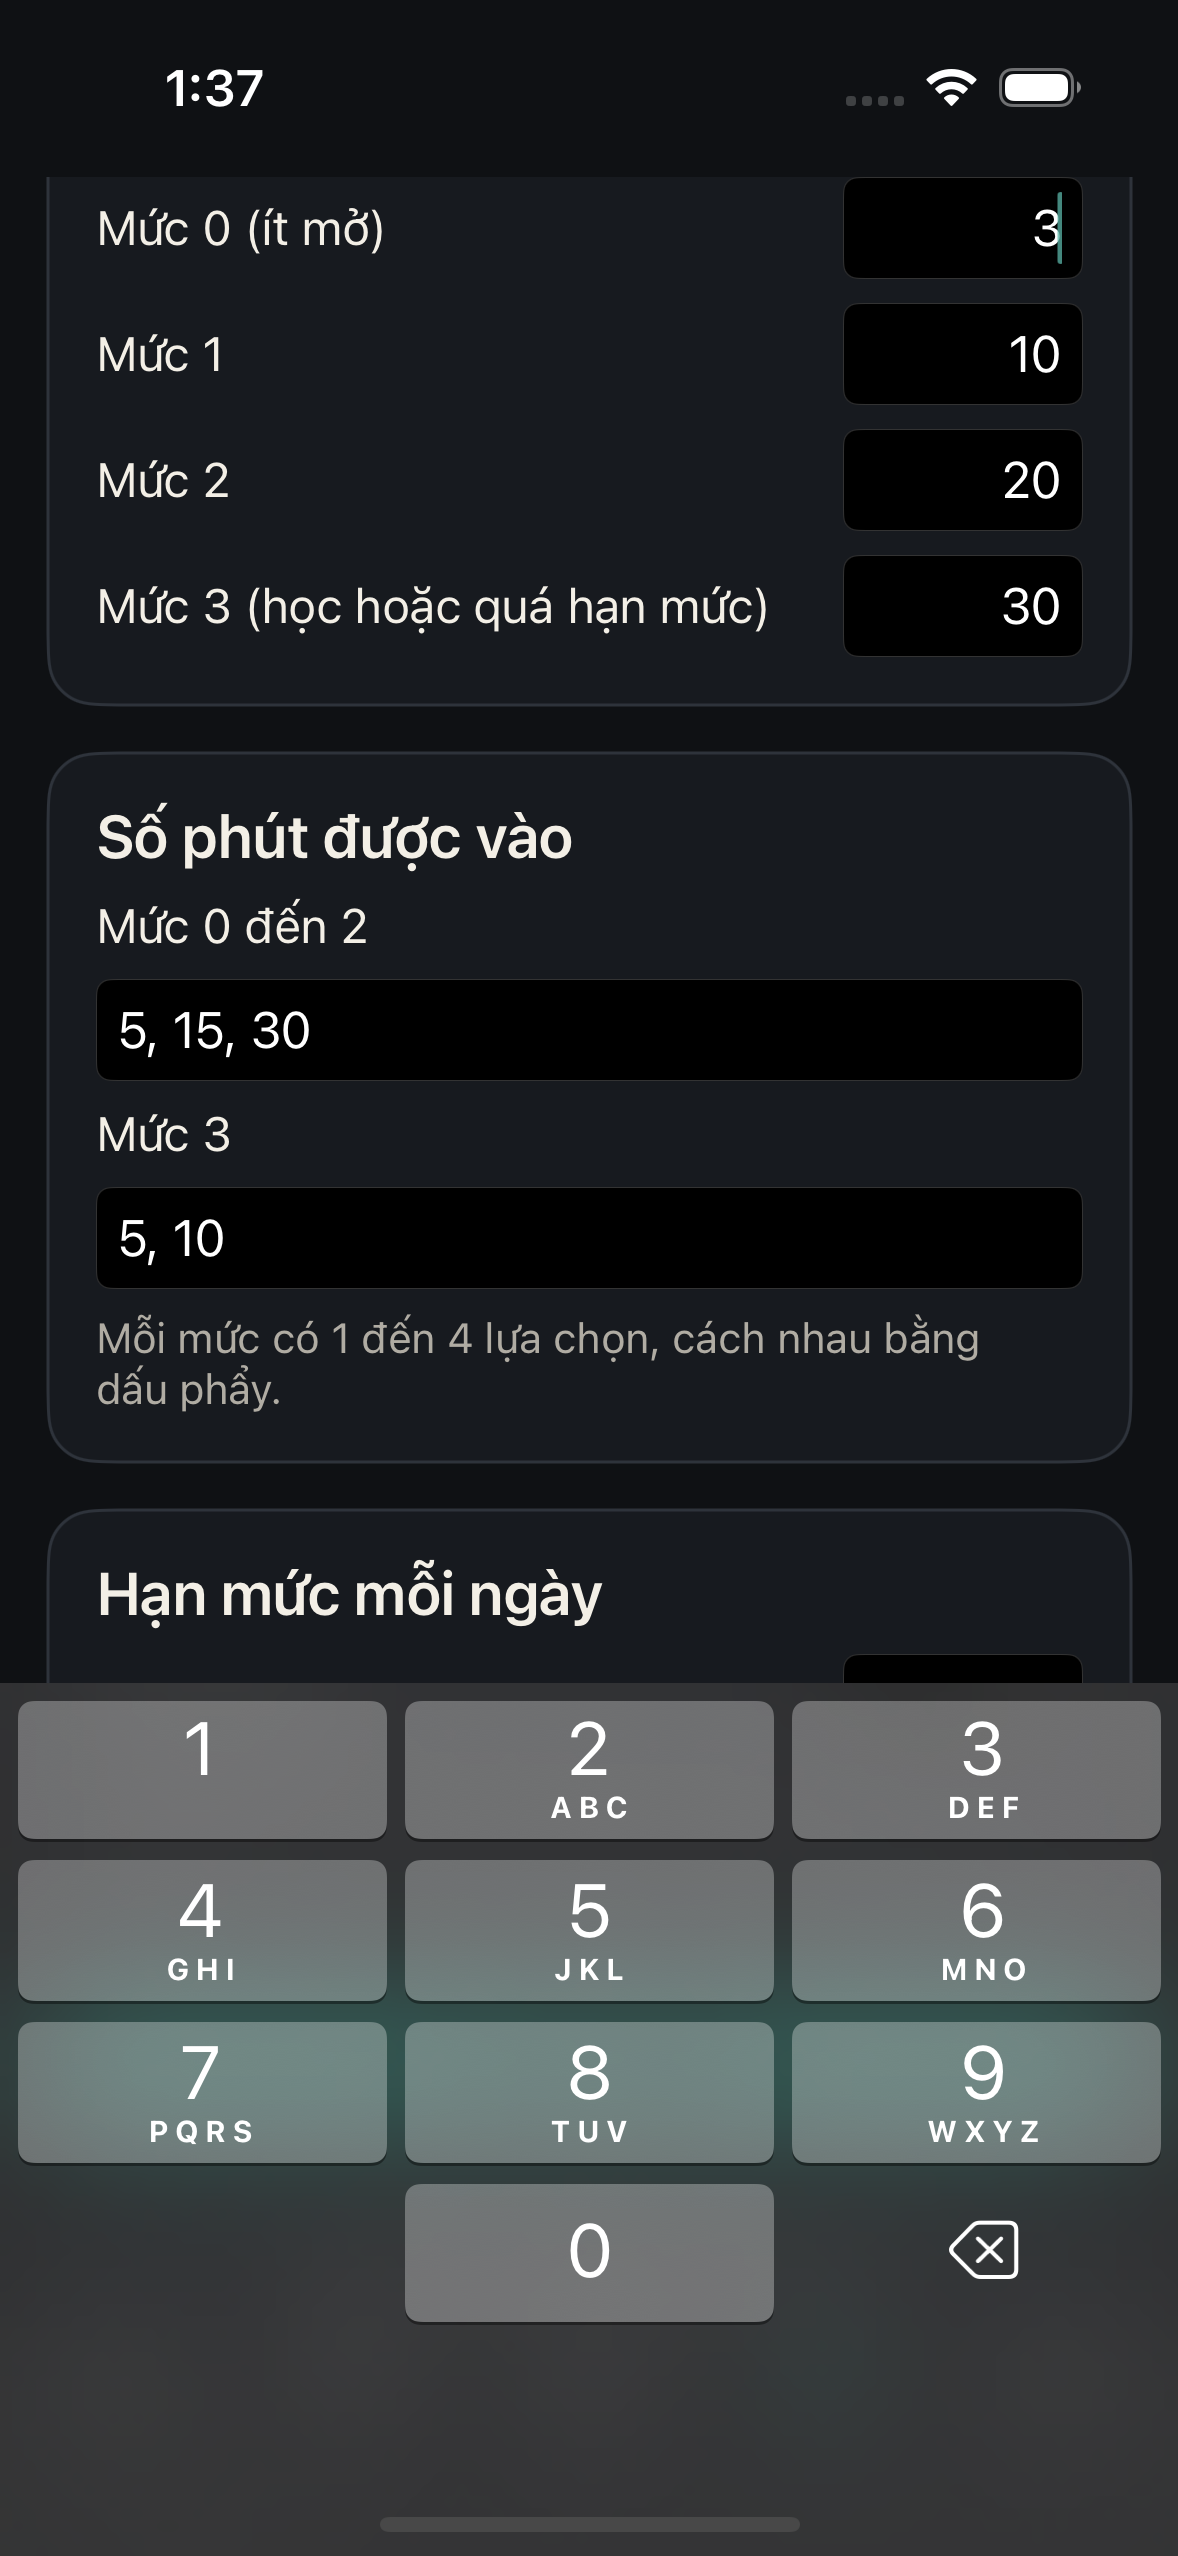 1:37
Mức 0 (ít mở)
3
Mức 1
10
Mức 2
20
Mức 3 (học hoặc quá hạn mức)
30
Số phút được vào
Mức 0 đến 2
5, 15, 30
Mức 3
5, 10
Mỗi mức có 1 đến 4 lựa chọn, cách nhau bằng
dấu phẩy.
Hạn mức mỗi ngày
1
2
ABC
3
DEF
4
GHI
5
JKL
6
MNO
7
PQRS
8
TUV
9
WXYZ
0